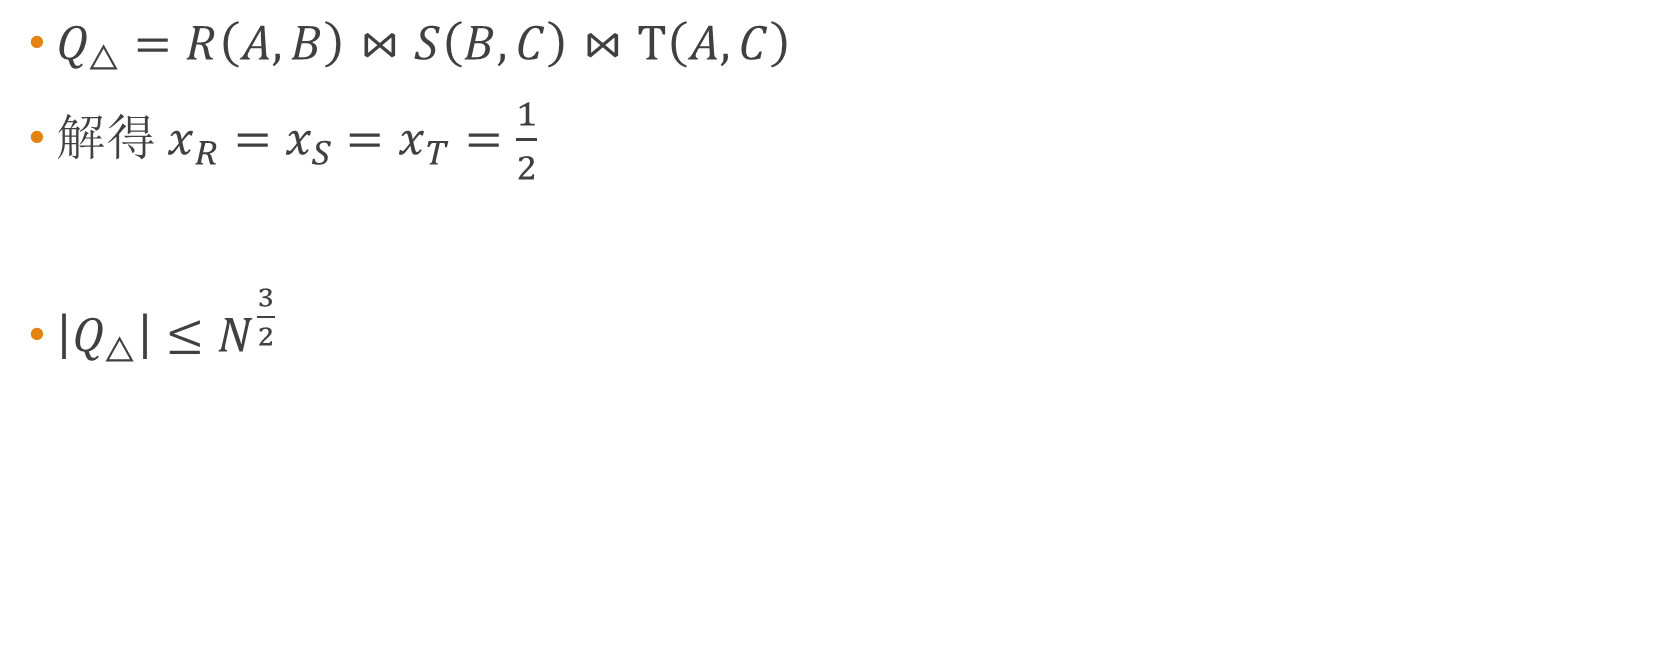 • Q△ = R(A, B) ⋈ S(B, C) ⋈ T(A, C)
• 解得 x_R = x_S = x_T = 1/2
• |Q△| ≤ N^(3/2)